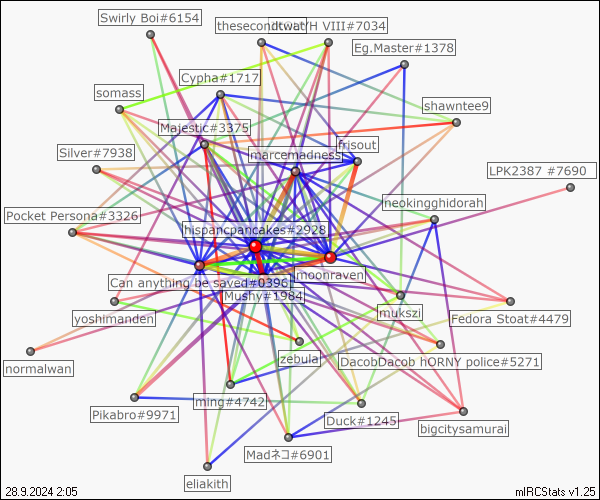 Swirly Boi#6154
thesecondtwat
VIII#7034
Eg.Master#1378
Cypha#1717
somass
shawntee9
Majestic#3375
frisout
Silver#7938
marcemadness
LPK2387 #7690
neokingghidorah
Pocket Persona#3326
hispancpancakes#2928
moonraven
Can anything be saved#0396
Mushy#1984
mukszi
yoshimanden
Fedora Stoat#4479
zebula
DacobDacob hORNY police#5271
normalwan
ming#4742
Pikabro#9971
Duck#1245
bigcitysamurai
Madネコ#6901
eliakith
28.9.2024 2:05
mIRCStats v1.25